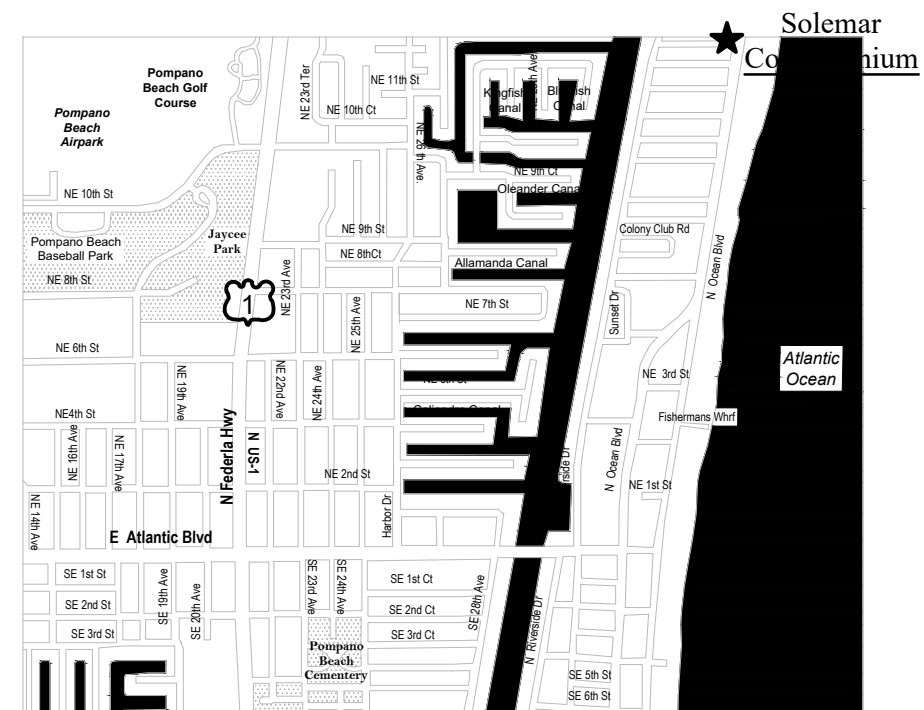 Solemar
Pompano
Beach Golf
Course
NE 23rd Ter
NE 11th St
NE 10th Ct
Pompano
Beach
Airpark
NE 26 th Ave.
NE 9th Ct
NE 10th St
Oleander Canal
Jaycee
Park
NE 9th St
Colony Club Rd
Pompano Beach
Baseball Park
NE 8thCt
Allamanda Canal
N Ocean Blvd
NE 8th St
NE 23rd Ave
1
NE 7th St
Sunset Dr
NE 25th Ave
NE 6th St
Atlantic
Ocean
NE 19th Ave
NE 22nd Ave
NE 24th Ave
NE 3rd St
NE4th St
Fishermans Whrf
N Federla Hwy
N US-1
NE 16th Ave
NE 17th Ave
NE 2nd St
N Ocean Blvd
NE 1st St
NE 14th Ave
Harbor Dr
E Atlantic Blvd
SE 1st St
SE 19th Ave
SE 20th Ave
SE 23rd Ave
SE 24th Ave
SE 1st Ct
SE 28th Ave
SE 2nd St
SE 2nd Ct
SE 3rd St
SE 3rd Ct
N Riverside Dr
Pompano
Beach
Cementery
SE 5th St
SE 6th St